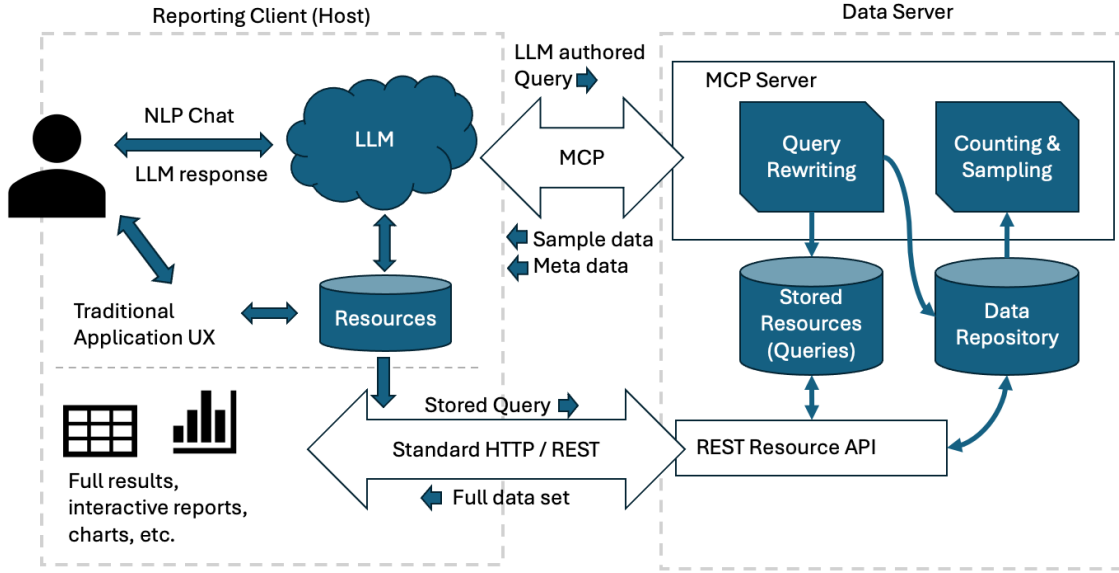 Reporting Client (Host)
Data Server
LLM authored
Query
MCP Server
NLP Chat
LLM response
LLM
MCP
Query
Rewriting
Counting &
Sampling
Sample data
Meta data
Traditional
Application UX
Resources
Stored
Resources
(Queries)
Data
Repository
Stored Query
Standard HTTP / REST
REST Resource API
Full data set
Full results,
interactive reports,
charts, etc.